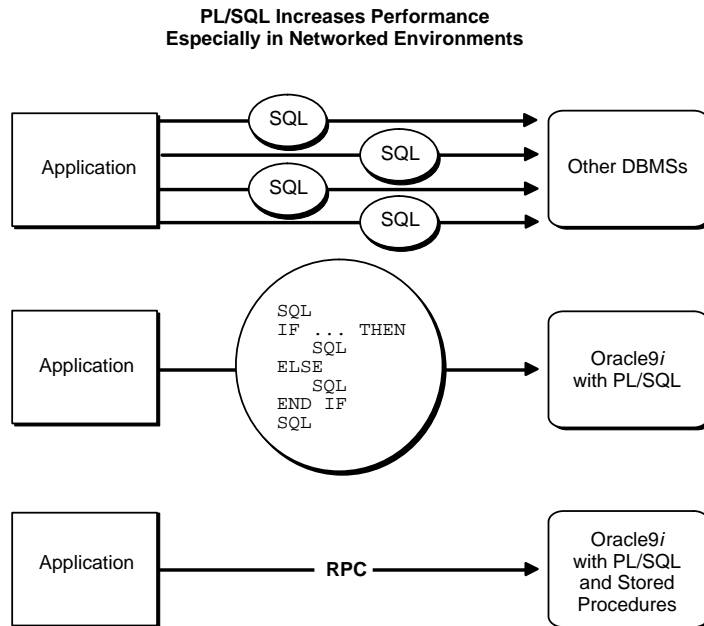 PL/SQL Increases Performance
Especially in Networked Environments
Application
SQL
SQL
SQL
SQL
Other DBMSs
Application
SQL
IF ... THEN
SQL
ELSE
SQL
END IF
SQL
Oracle9i
with PL/SQL
Application
RPC
Oracle9i
with PL/SQL
and Stored
Procedures